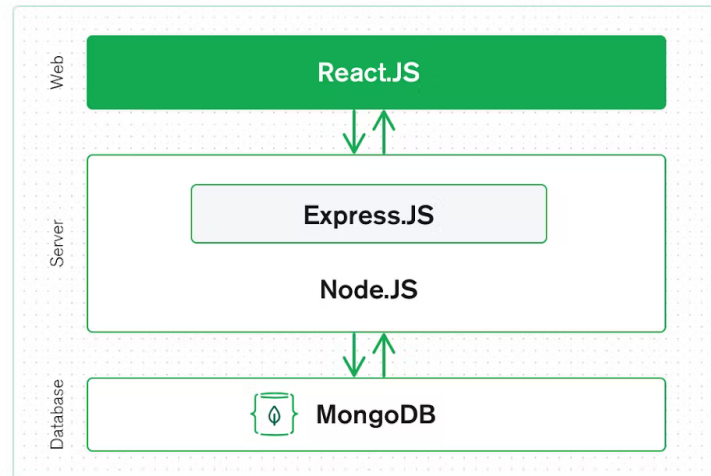 Web
React.JS
Server
Express.JS
Node.JS
Database
MongoDB